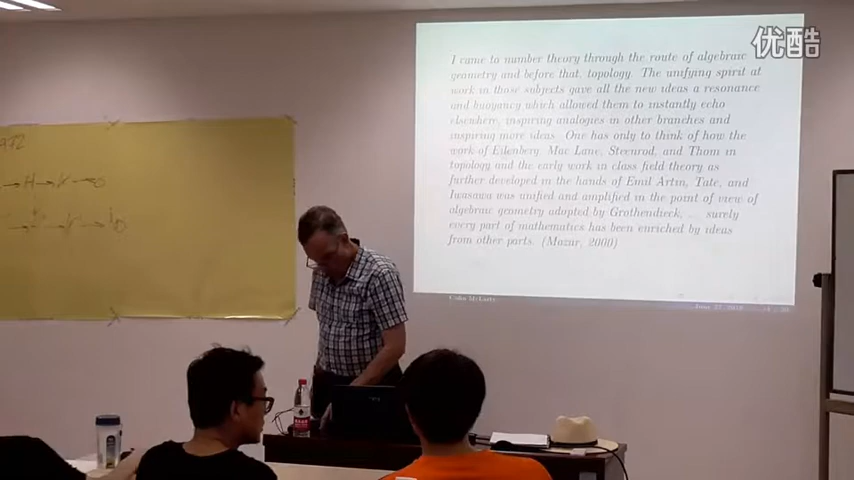 优酷
I came to number theory through the route of algebraic
geometry and before that, topology. The unifying spirit at
work in those subjects gave all the new ideas a resonance
and buoyancy which allowed them to instantly echo
elsewhere, inspiring analogies in other branches and
inspiring more ideas. One has only to think of how the
work of Eilenberg, Mac Lane, Steenrod, and Thom in
topology and the early work in class field theory as
further developed in the hands of Emil Artin, Tate, and
Iwasawa was unified and amplified in the point of view of
algebraic geometry adopted by Grothendieck, ... surely
every part of mathematics has been enriched by ideas
from other parts. (Mazur, 2000)
Colin McLarty